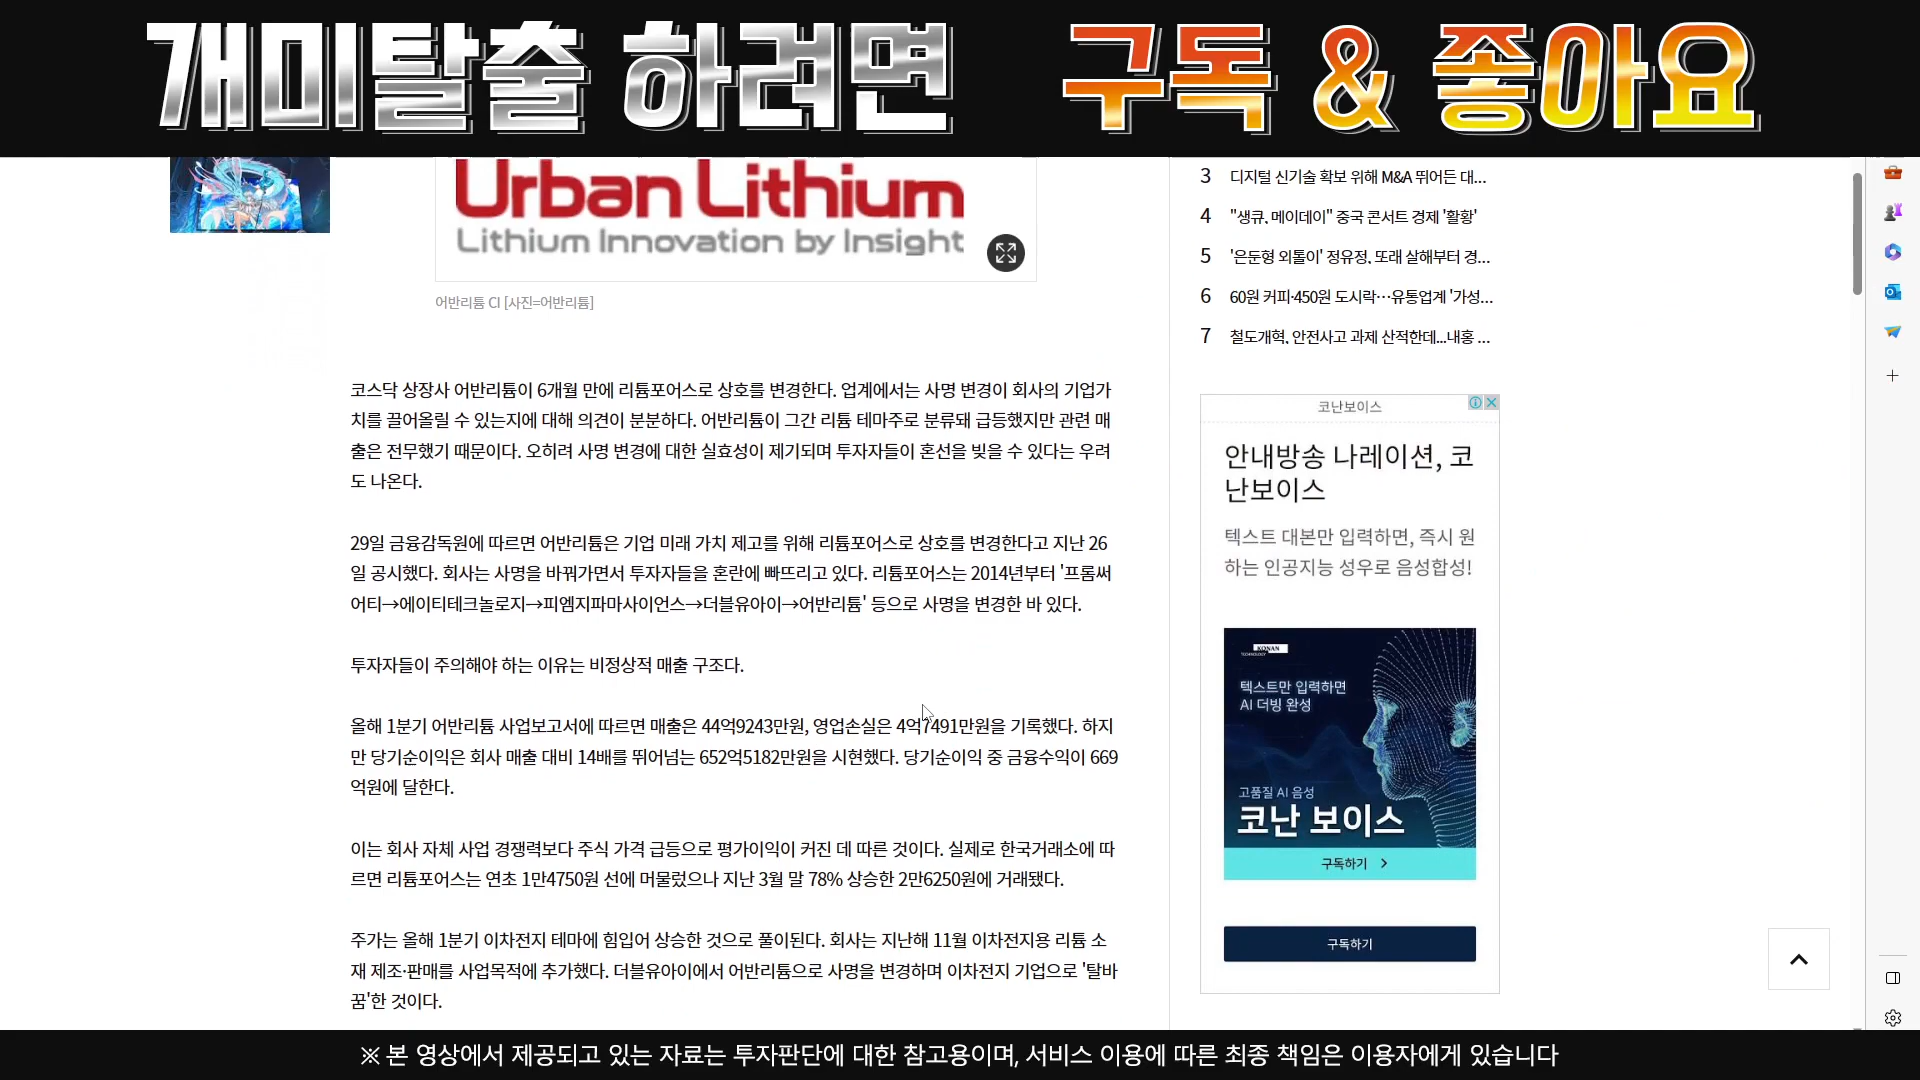 개미탈출 하려면 구독 & 좋아요
Urban Lithium
Lithium Innovation by Insight
어반리튬 CI [사진=어반리튬]
코스닥 상장사 어반리튬이 6개월 만에 리튬포어스로 상호를 변경한다. 업계에서는 사명 변경이 회사의 기업가
치를 끌어올릴 수 있는지에 대해 의견이 분분하다. 어반리튬이 그간 리튬 테마주로 분류돼 급등했지만 관련 매
출은 전무했기 때문이다. 오히려 사명 변경에 대한 실효성이 제기되며 투자자들이 혼선을 빚을 수 있다는 우려
도 나온다.
29일 금융감독원에 따르면 어반리튬은 기업 미래 가치 제고를 위해 리튬포어스로 상호를 변경한다고 지난 26
일 공시했다. 회사는 사명을 바꿔가면서 투자자들을 혼란에 빠뜨리고 있다. 리튬포어스는 2014년부터 '프롬써
어티→에이티테크놀로지→피엠지파마사이언스→더블유아이→어반리튬' 등으로 사명을 변경한 바 있다.
투자자들이 주의해야 하는 이유는 비정상적 매출 구조다.
올해 1분기 어반리튬 사업보고서에 따르면 매출은 44억9243만원, 영업손실은 4억7491만원을 기록했다. 하지
만 당기순이익은 회사 매출 대비 14배를 뛰어넘는 652억5182만원을 시현했다. 당기순이익 중 금융수익이 669
억원에 달한다.
이는 회사 자체 사업 경쟁력보다 주식 가격 급등으로 평가이익이 커진 데 따른 것이다. 실제로 한국거래소에 따
르면 리튬포어스는 연초 1만4750원 선에 머물렀으나 지난 3월 말 78% 상승한 2만6250원에 거래됐다.
주가는 올해 1분기 이차전지 테마에 힘입어 상승한 것으로 풀이된다. 회사는 지난해 11월 이차전지용 리튬 소
재 제조·판매를 사업목적에 추가했다. 더블유아이에서 어반리튬으로 사명을 변경하며 이차전지 기업으로 '탈바
꿈'한 것이다.
3 디지털 신기술 확보 위해 M&A 뛰어든 대...
4 "생큐, 메이데이" 중국 콘서트 경제 '활황'
5 '은둔형 외톨이' 정유정, 또래 살해부터 경...
6 60원 커피·450원 도시락…유통업계 '가성...
7 철도개혁, 안전사고 과제 산적한데...내홍 ...
코난보이스
안내방송 나레이션, 코
난보이스
텍스트 대본만 입력하면, 즉시 원
하는 인공지능 성우로 음성합성!
KONAN
TECHNOLOGY
텍스트만 입력하면
AI 더빙 완성
고품질 AI 음성
코난 보이스
구독하기
구독하기
※ 본 영상에서 제공되고 있는 자료는 투자판단에 대한 참고용이며, 서비스 이용에 따른 최종 책임은 이용자에게 있습니다